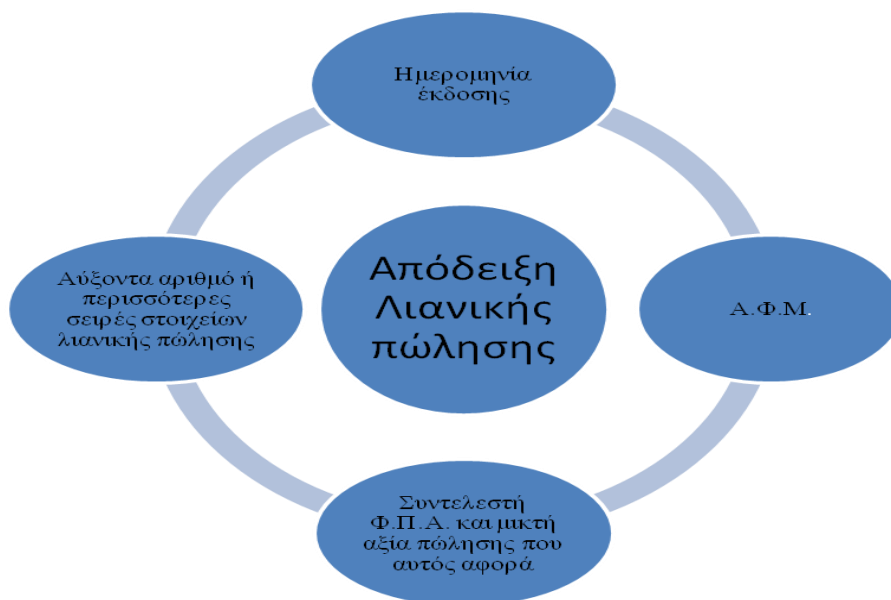 Ημερομηνία
έκδοσης
Αύξοντα αριθμό ή
περισσότερες
σειρές στοιχείων
λιανικής πώλησης
Απόδειξη
Λιανικής
πώλησης
Α.Φ.Μ.
Συντελεστή
Φ.Π.Α. και μικτή
αξία πώλησης που
αυτός αφορά